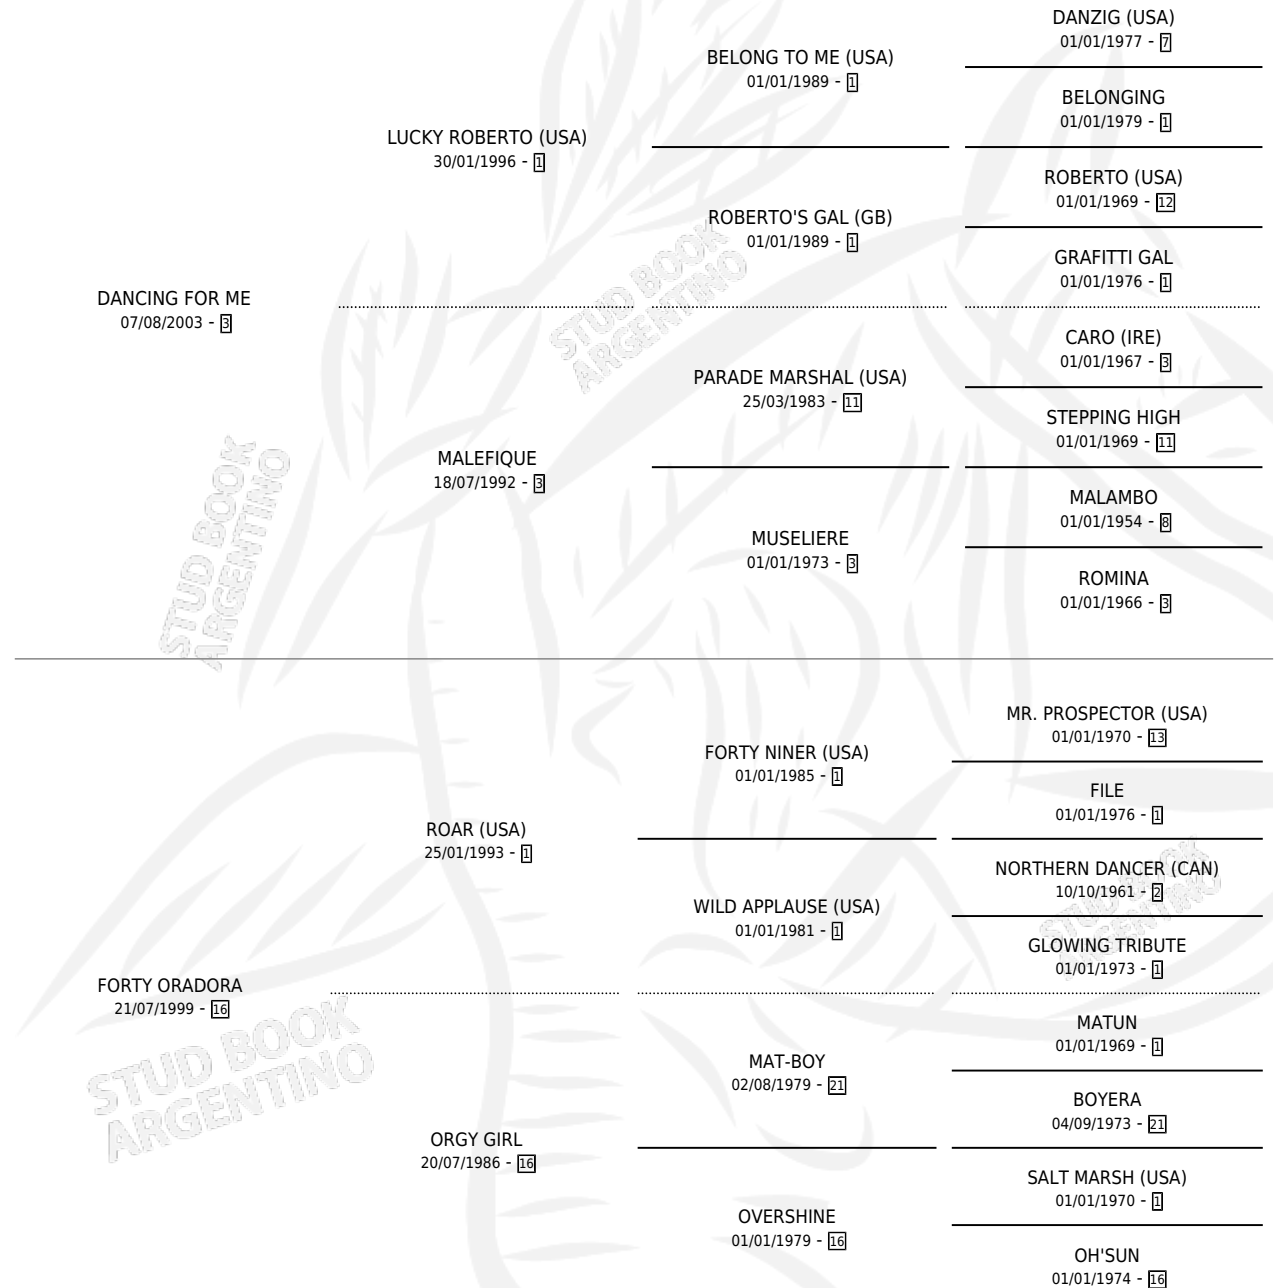 DANZIG (USA)
01/01/1977 - 7
BELONG TO ME (USA)
01/01/1989 - 1
BELONGING
01/01/1979 - 1
LUCKY ROBERTO (USA)
30/01/1996 - 1
ROBERTO (USA)
01/01/1969 - 12
ROBERTO'S GAL (GB)
01/01/1989 - 1
GRAFITTI GAL
01/01/1976 - 1
DANCING FOR ME
07/08/2003 - 3
CARO (IRE)
01/01/1967 - 3
PARADE MARSHAL (USA)
25/03/1983 - 11
STEPPING HIGH
01/01/1969 - 11
MALEFIQUE
18/07/1992 - 3
MALAMBO
01/01/1954 - 8
MUSELIERE
01/01/1973 - 3
ROMINA
01/01/1966 - 3
MR. PROSPECTOR (USA)
01/01/1970 - 13
FORTY NINER (USA)
01/01/1985 - 1
FILE
01/01/1976 - 1
ROAR (USA)
25/01/1993 - 1
NORTHERN DANCER (CAN)
10/10/1961 - 2
WILD APPLAUSE (USA)
01/01/1981 - 1
GLOWING TRIBUTE
01/01/1973 - 1
FORTY ORADORA
21/07/1999 - 16
MATUN
01/01/1969 - 1
MAT-BOY
02/08/1979 - 21
BOYERA
04/09/1973 - 21
ORGY GIRL
20/07/1986 - 16
SALT MARSH (USA)
01/01/1970 - 1
OVERSHINE
01/01/1979 - 16
OH'SUN
01/01/1974 - 16
STUD BOOK
ARGENTINO
STUD BOOK
ARGENTINO
STUD BOOK
ARGENTINO
STUD BOOK
ARGENTINO